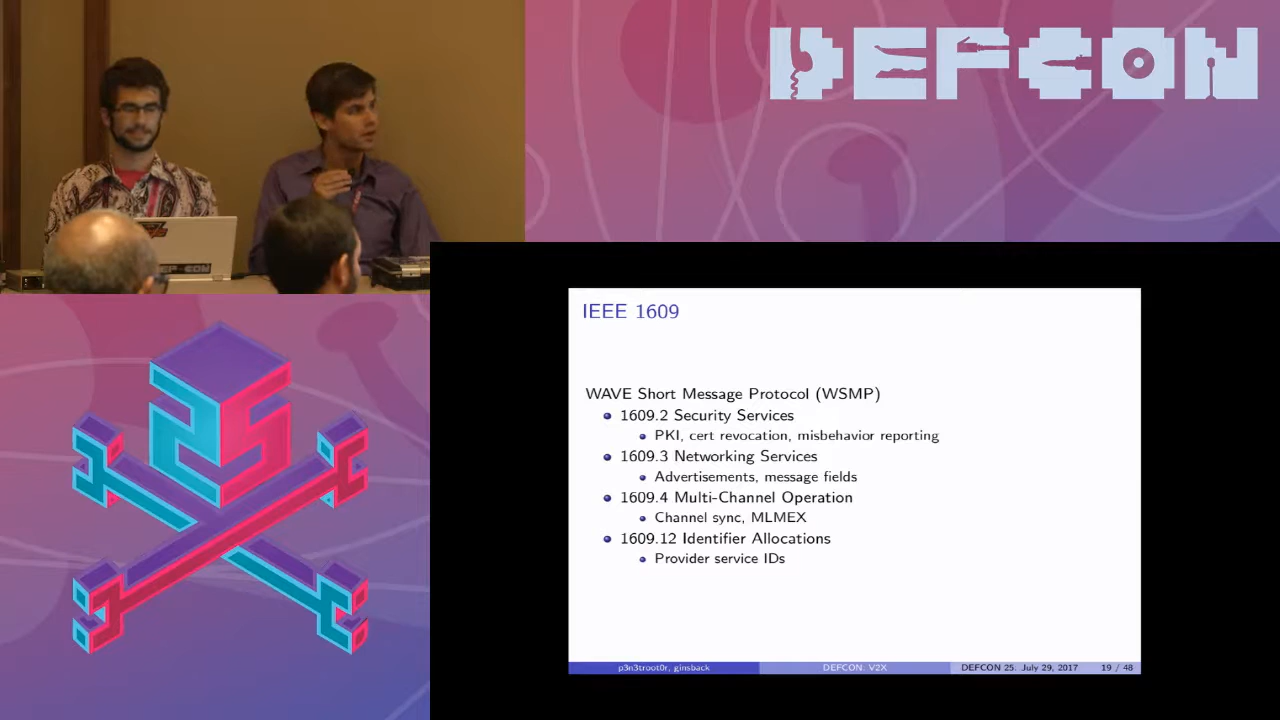 DEFCON
DEF-CON
IEEE 1609
WAVE Short Message Protocol (WSMP)
1609.2 Security Services
PKI, cert revocation, misbehavior reporting
1609.3 Networking Services
Advertisements, message fields
1609.4 Multi-Channel Operation
Channel sync, MLMEX
1609.12 Identifier Allocations
Provider service IDs
p3n3troot0r, ginsback
DEFCON: V2X
DEFCON 25. July 29, 2017
19 / 48